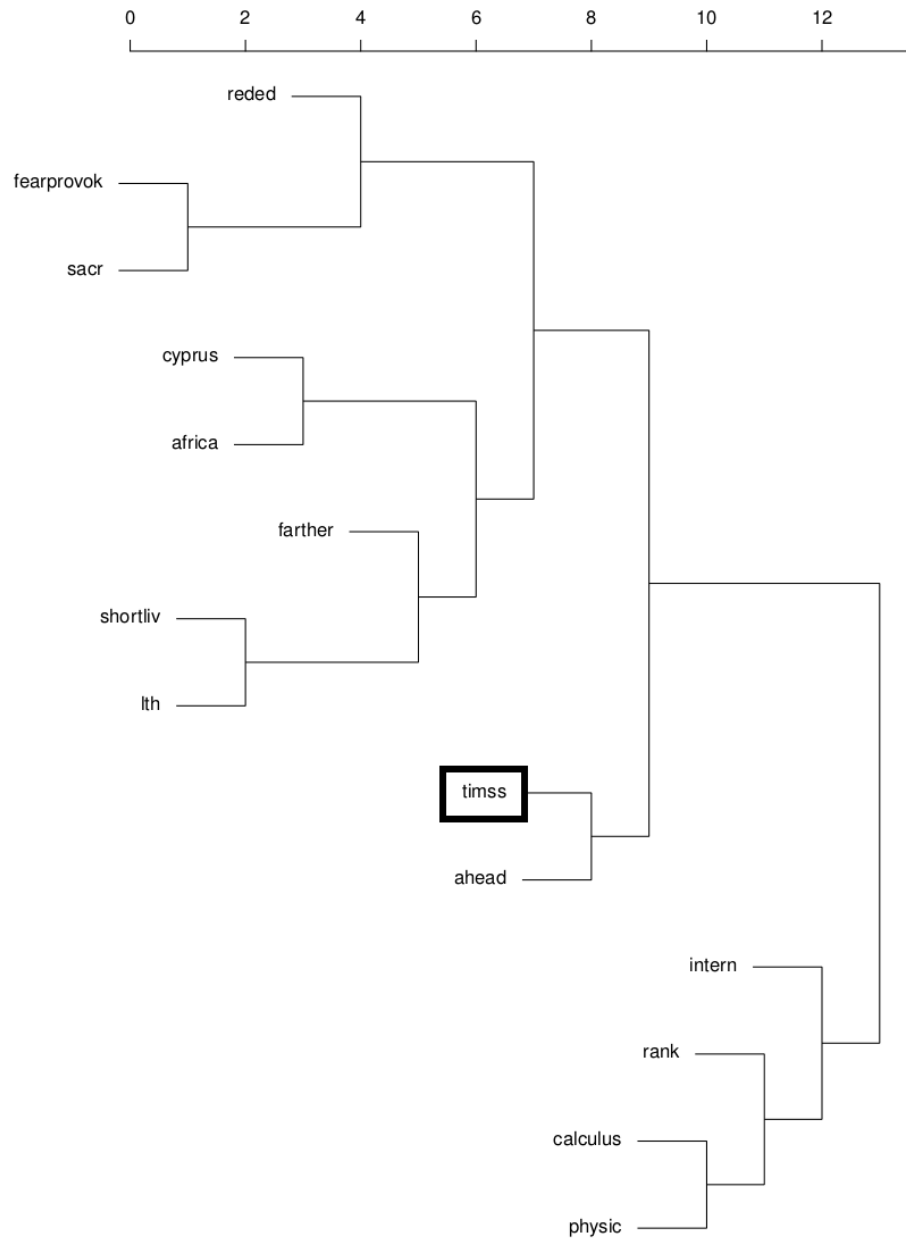 0 2 4 6 8 10 12
reded
fearprovok
sacr
cyprus
africa
farther
shortliv
lth
timss
ahead
intern
rank
calculus
physic